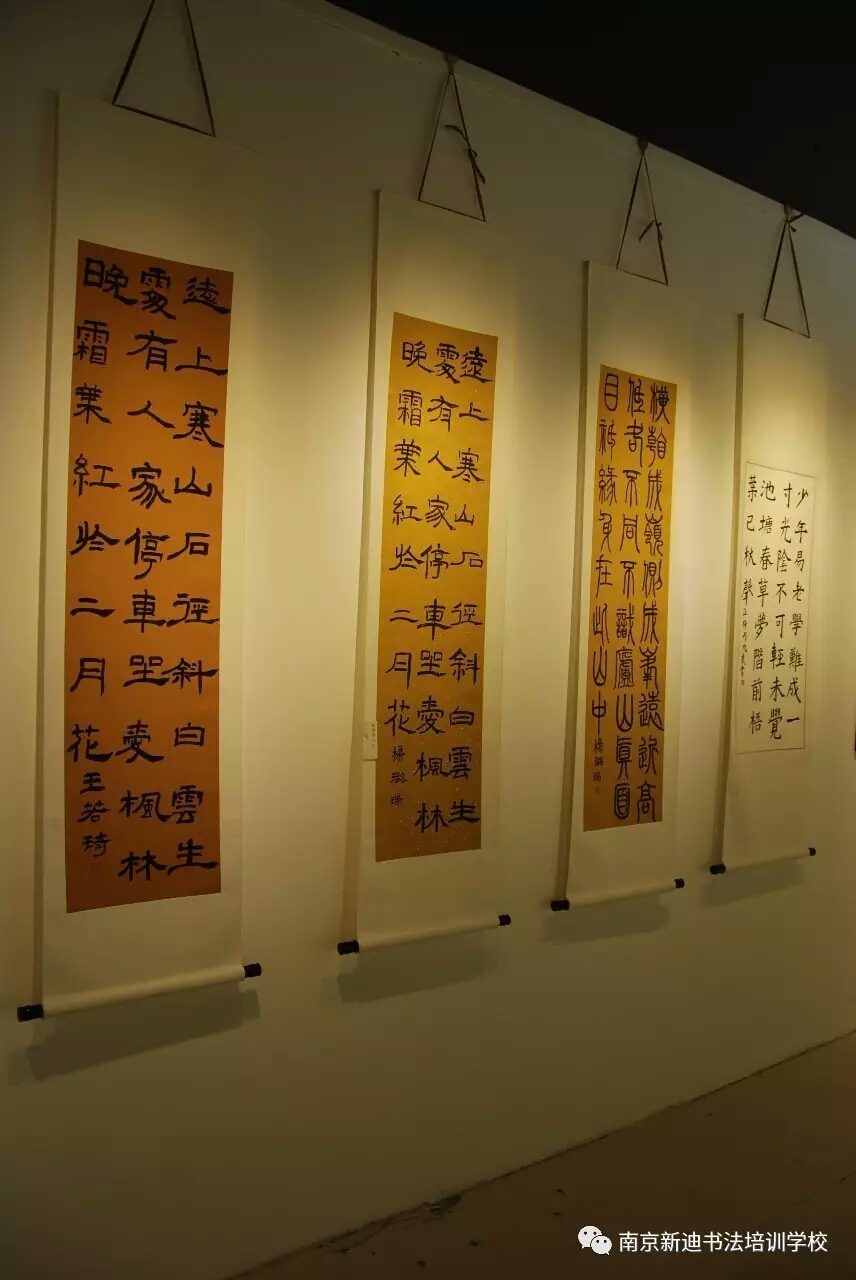 遠上寒山石徑斜白雲生
處有人家停車坐愛楓林
晚霜葉紅於二月花 王若琦
遠上寒山石徑斜白雲生
處有人家停車坐愛楓林
晚霜葉紅於二月花 楊璐
橫看成嶺側成峯遠近高
低各不同不識廬山真面
目祇緣身在此山中 楊璐
少年易老學難成一
寸光陰不可輕未覺
池塘春草夢階前梧
葉已秋聲
南京新迪书法培训学校